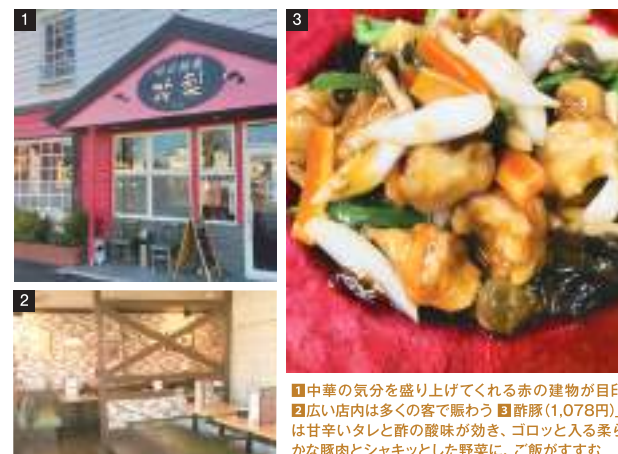 1
3
2
1中華の気分を盛り上げてくれる赤の建物が目印
2広い店内は多くの客で賑わう 3酢豚（1,078円）」
は甘辛いタレと酢の酸味が効き、ゴロッと入る柔ら
かな豚肉とシャキッとした野菜に、ご飯がすすむ